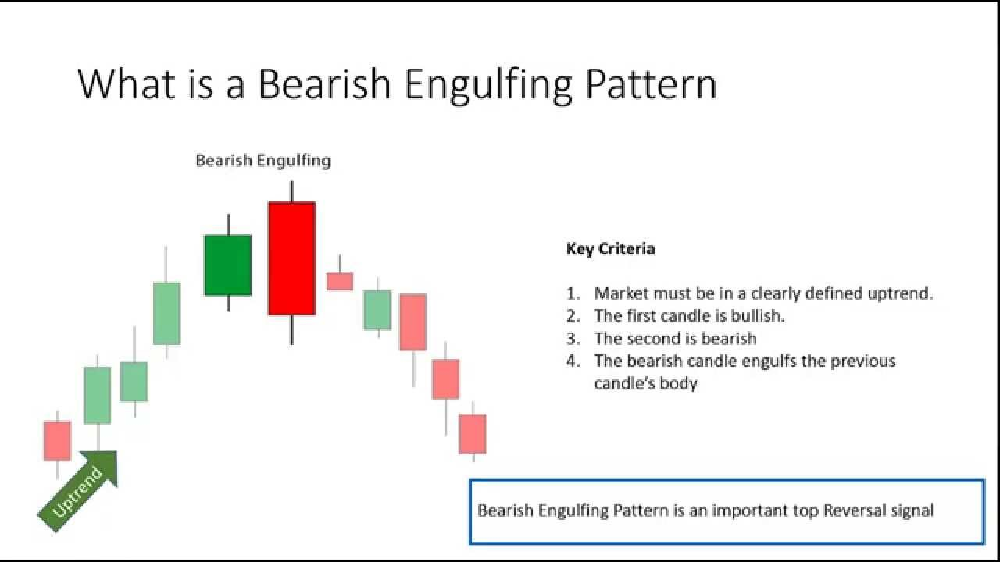 What is a Bearish Engulfing Pattern
Bearish Engulfing
Key Criteria
1. Market must be in a clearly defined uptrend.
2. The first candle is bullish.
3. The second is bearish
4. The bearish candle engulfs the previous
candle's body
Uptrend
Bearish Engulfing Pattern is an important top Reversal signal